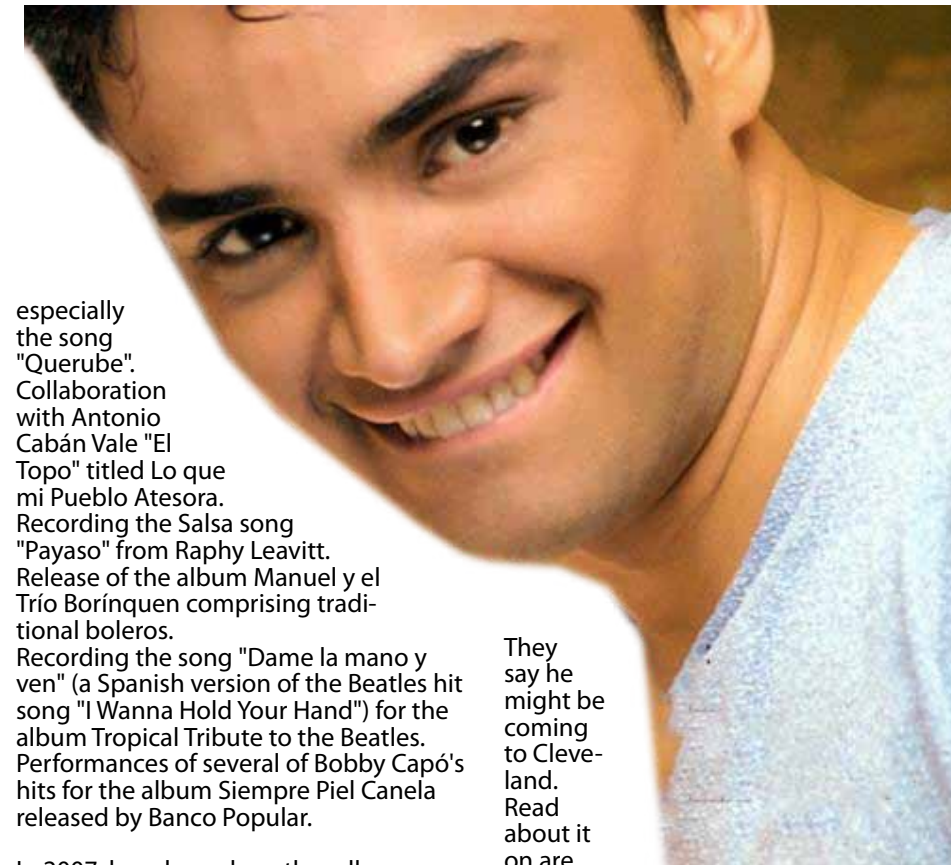 especially
the song
"Querube".
Collaboration
with Antonio
Cabán Vale "El
Topo" titled Lo que
mi Pueblo Atesora.
Recording the Salsa song
"Payaso" from Raphy Leavitt.
Release of the album Manuel y el
Trío Borínquen comprising tradi-
tional boleros.
Recording the song "Dame la mano y
ven" (a Spanish version of the Beatles hit
song "I Wanna Hold Your Hand") for the
album Tropical Tribute to the Beatles.
Performances of several of Bobby Capó's
hits for the album Siempre Piel Canela
released by Banco Popular.
They
say he
might be
coming
to Cleve-
land.
Read
about it
on are